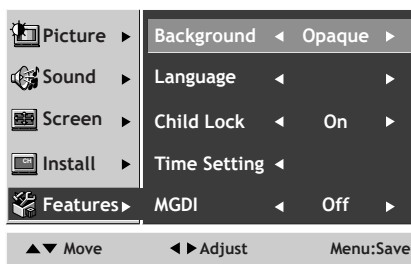 Picture ▶
Sound ▶
Screen ▶
Install ▶
Features ▶
Background ◀ Opaque ▶
Language ◀ ▶
Child Lock ◀ On ▶
Time Setting ◀
MGDI ◀ Off ▶
▲▼ Move ◀ ▶ Adjust Menu:Save